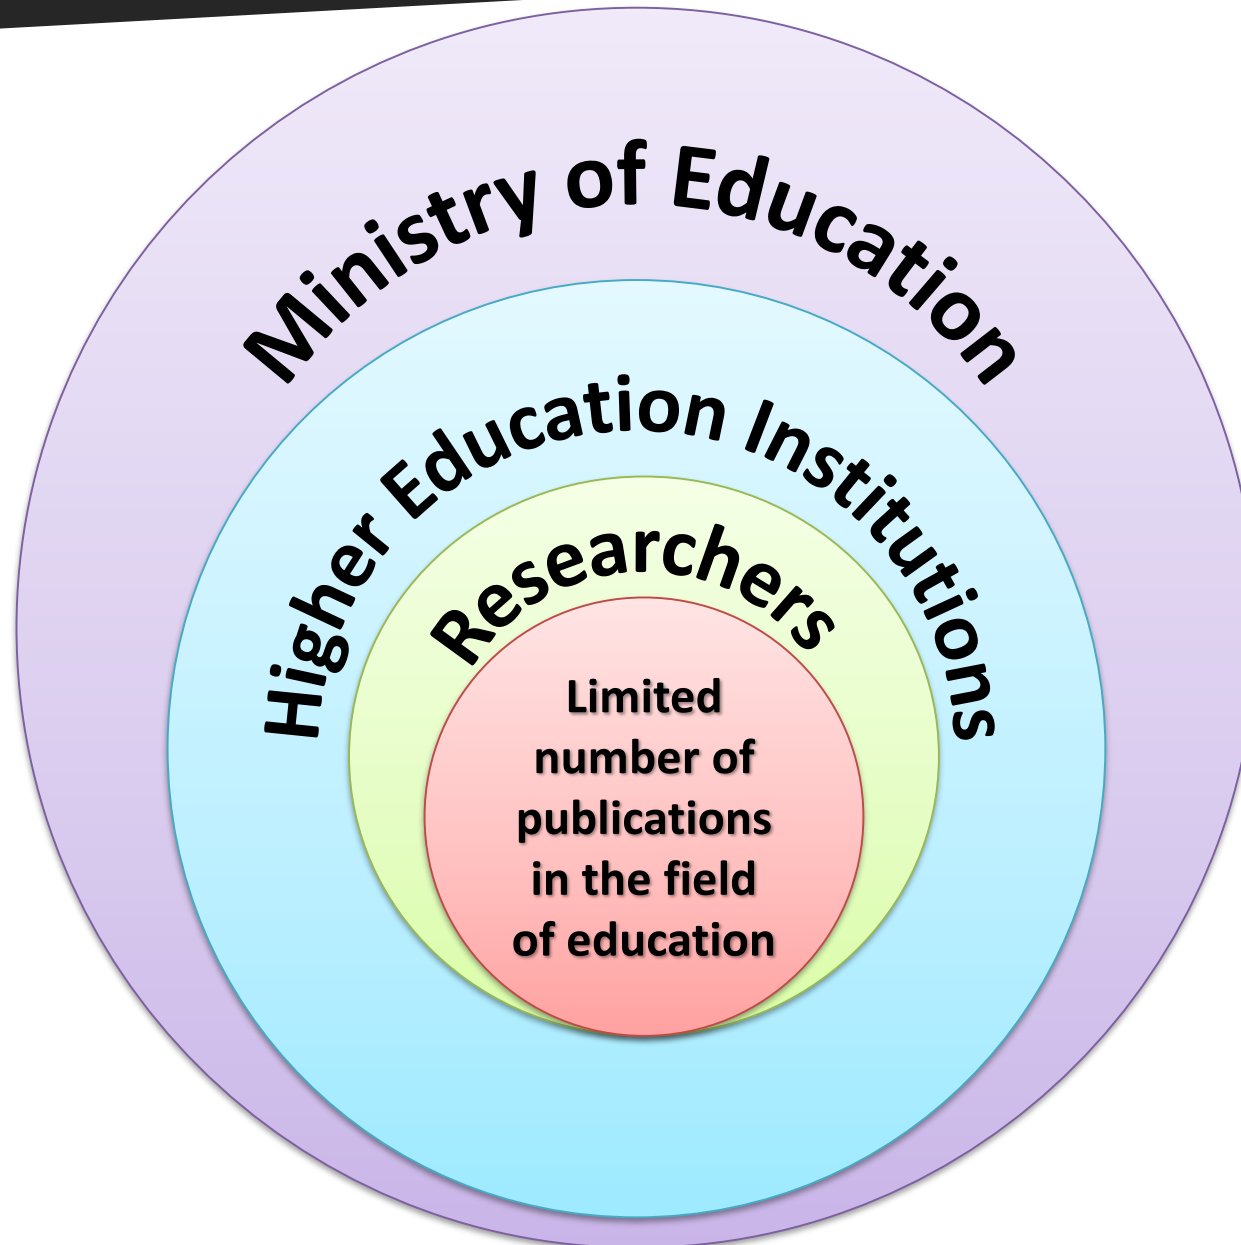 Ministry of Education
Higher Education Institutions
Researchers
Limited
number of
publications
in the field
of education